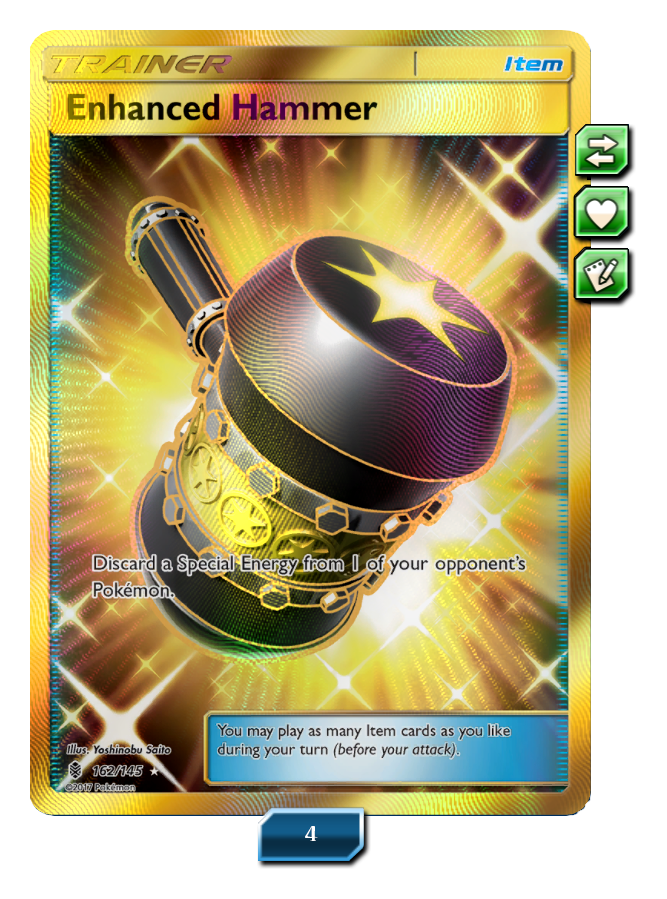 TRAINER
Item
Enhanced Hammer
Discard a Special Energy from 1 of your opponent's
Pokémon.
You may play as many Item cards as you like
during your turn (before your attack).
Illus. Yoshinobu Saito
162/145
©2017 Pokémon
4